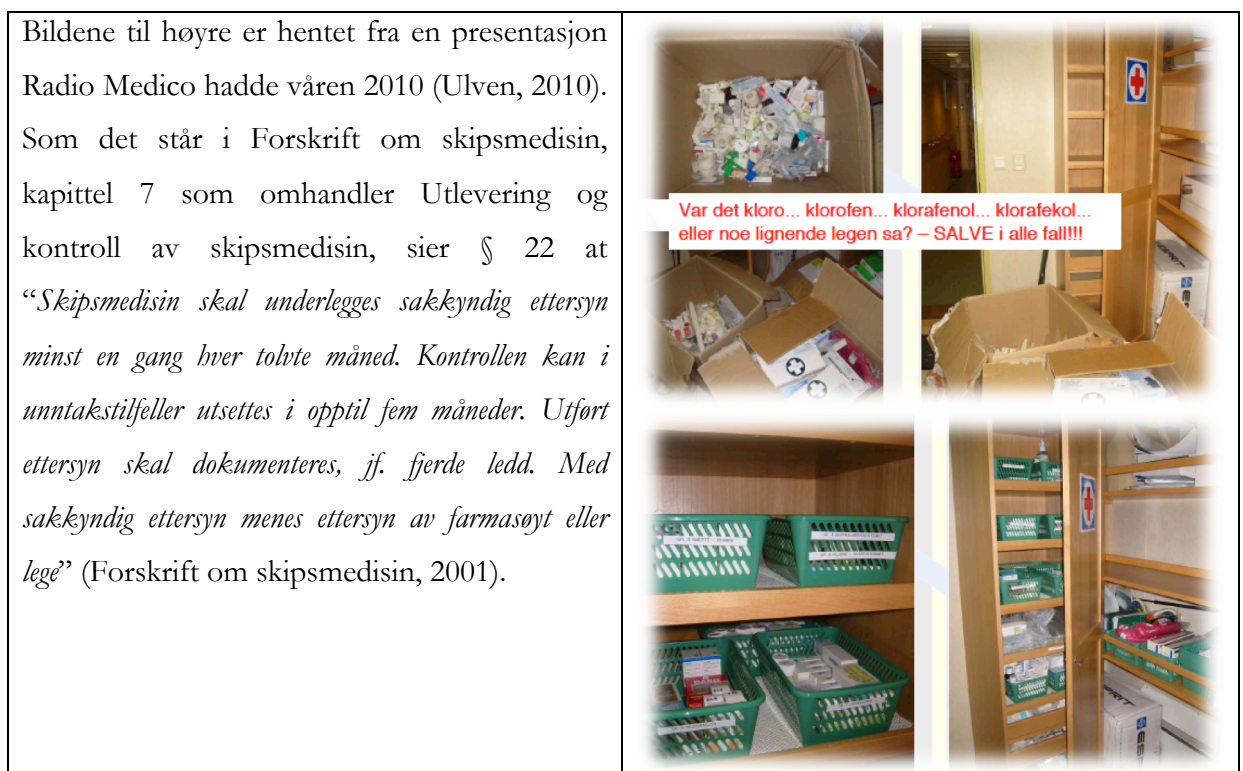 Bildene til høyre er hentet fra en presentasjon
Radio Medico hadde våren 2010 (Ulven, 2010).
Som det står i Forskrift om skipsmedisin,
kapittel 7 som omhandler Utlevering og
kontroll av skipsmedisin, sier § 22 at
“Skipsmedisin skal underlegges sakkyndig ettersyn
minst en gang hver tolvte måned. Kontrollen kan i
unntakstilfeller utsettes i opptil fem måneder. Utført
ettersyn skal dokumenteres, jf. fjerde ledd. Med
sakkyndig ettersyn menes ettersyn av farmasøyt eller
lege” (Forskrift om skipsmedisin, 2001).
Var det kloro... klorofen... klorafenol... klorafekol...
eller noe lignende legen sa? – SALVE i alle fall!!!